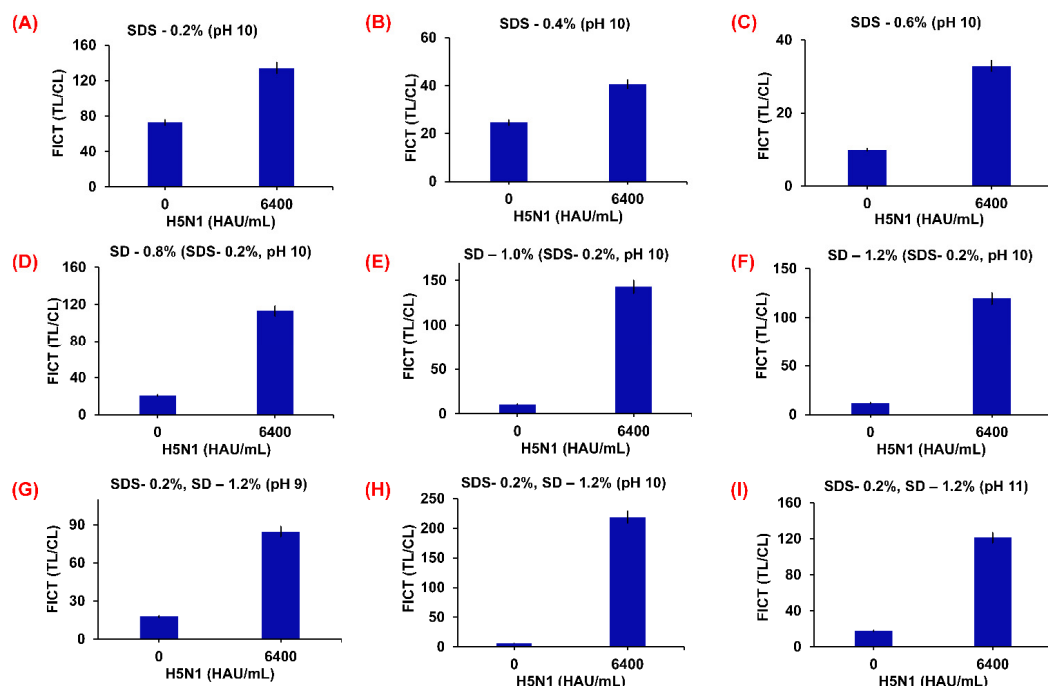 (A)
SDS - 0.2% (pH 10)
FICT (TL/CL)
160
120
80
40
0
0
6400
H5N1 (HAU/mL)
(B)
SDS - 0.4% (pH 10)
FICT (TL/CL)
60
40
20
0
0
6400
H5N1 (HAU/mL)
(C)
SDS - 0.6% (pH 10)
FICT (TL/CL)
40
20
0
0
6400
H5N1 (HAU/mL)
(D)
SD - 0.8% (SDS- 0.2%, pH 10)
FICT (TL/CL)
160
120
80
40
0
0
6400
H5N1 (HAU/mL)
(E)
SD – 1.0% (SDS- 0.2%, pH 10)
FICT (TL/CL)
150
100
50
0
0
6400
H5N1 (HAU/mL)
(F)
SD – 1.2% (SDS- 0.2%, pH 10)
FICT (TL/CL)
150
100
50
0
0
6400
H5N1 (HAU/mL)
(G)
SDS- 0.2%, SD – 1.2% (pH 9)
FICT (TL/CL)
90
60
30
0
0
6400
H5N1 (HAU/mL)
(H)
SDS- 0.2%, SD – 1.2% (pH 10)
FICT (TL/CL)
250
200
150
100
50
0
0
6400
H5N1 (HAU/mL)
(I)
SDS- 0.2%, SD – 1.2% (pH 11)
FICT (TL/CL)
160
120
80
40
0
0
6400
H5N1 (HAU/mL)